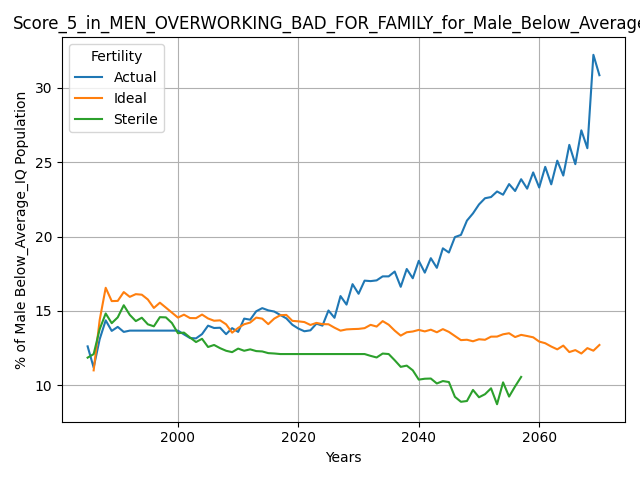 Score_5_in_MEN_OVERWORKING_BAD_FOR_FAMILY_for_Male_Below_Average
Fertility
Actual
Ideal
Sterile
% of Male Below_Average_IQ Population
30
25
20
15
10
2000 2020 2040 2060
Years